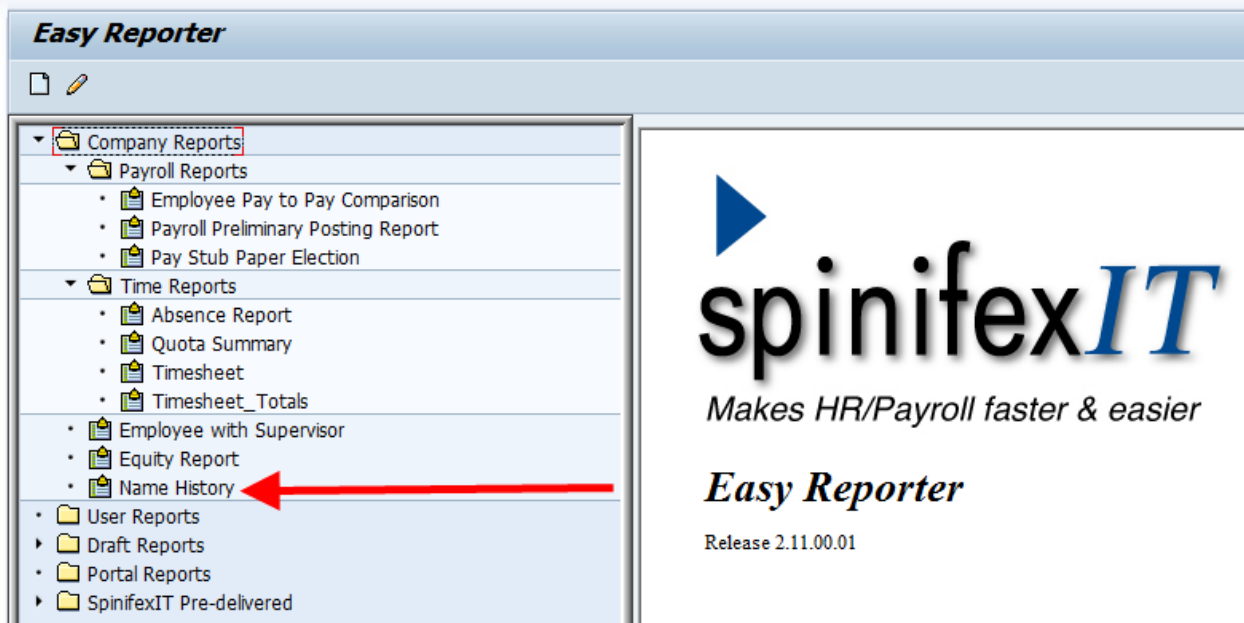 Easy Reporter
Company Reports
Payroll Reports
Employee Pay to Pay Comparison
Payroll Preliminary Posting Report
Pay Stub Paper Election
Time Reports
Absence Report
Quota Summary
Timesheet
Timesheet_Totals
Employee with Supervisor
Equity Report
Name History
User Reports
Draft Reports
Portal Reports
SpinifexIT Pre-delivered
spinifexIT
Makes HR/Payroll faster & easier
Easy Reporter
Release 2.11.00.01